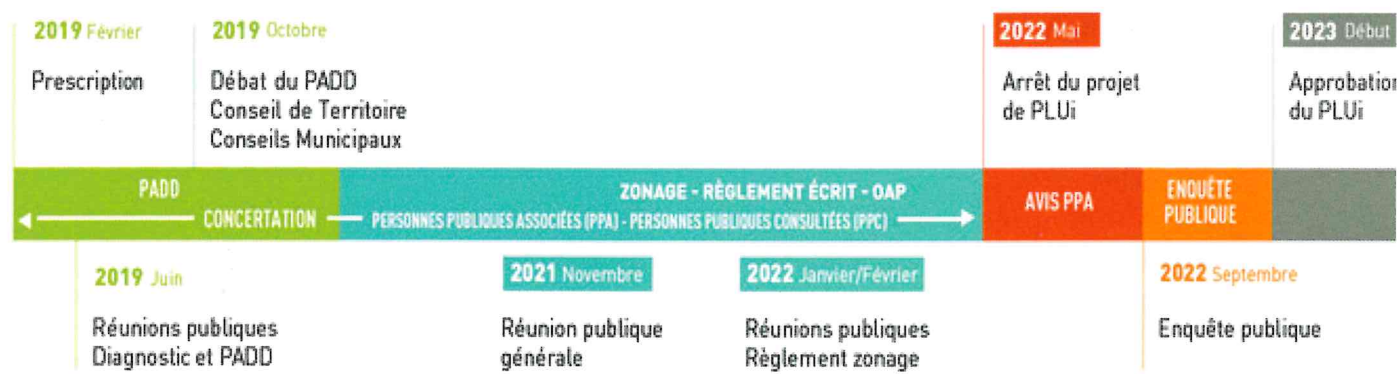 2019 Février
Prescription
2019 Octobre
Débat du PADD
Conseil de Territoire
Conseils Municipaux
2022 Mai
Arrêt du projet
de PLUi
2023 Début
Approbation
du PLUi
PADD
CONCERTATION
ZONAGE - RÈGLEMENT ÉCRIT - OAP
PERSONNES PUBLIQUES ASSOCIÉES (PPA) - PERSONNES PUBLIQUES CONSULTÉES (PPC)
AVIS PPA
ENQUÊTE
PUBLIQUE
2019 Juin
Réunions publiques
Diagnostic et PADD
2021 Novembre
Réunion publique
générale
2022 Janvier/Février
Réunions publiques
Règlement zonage
2022 Septembre
Enquête publique